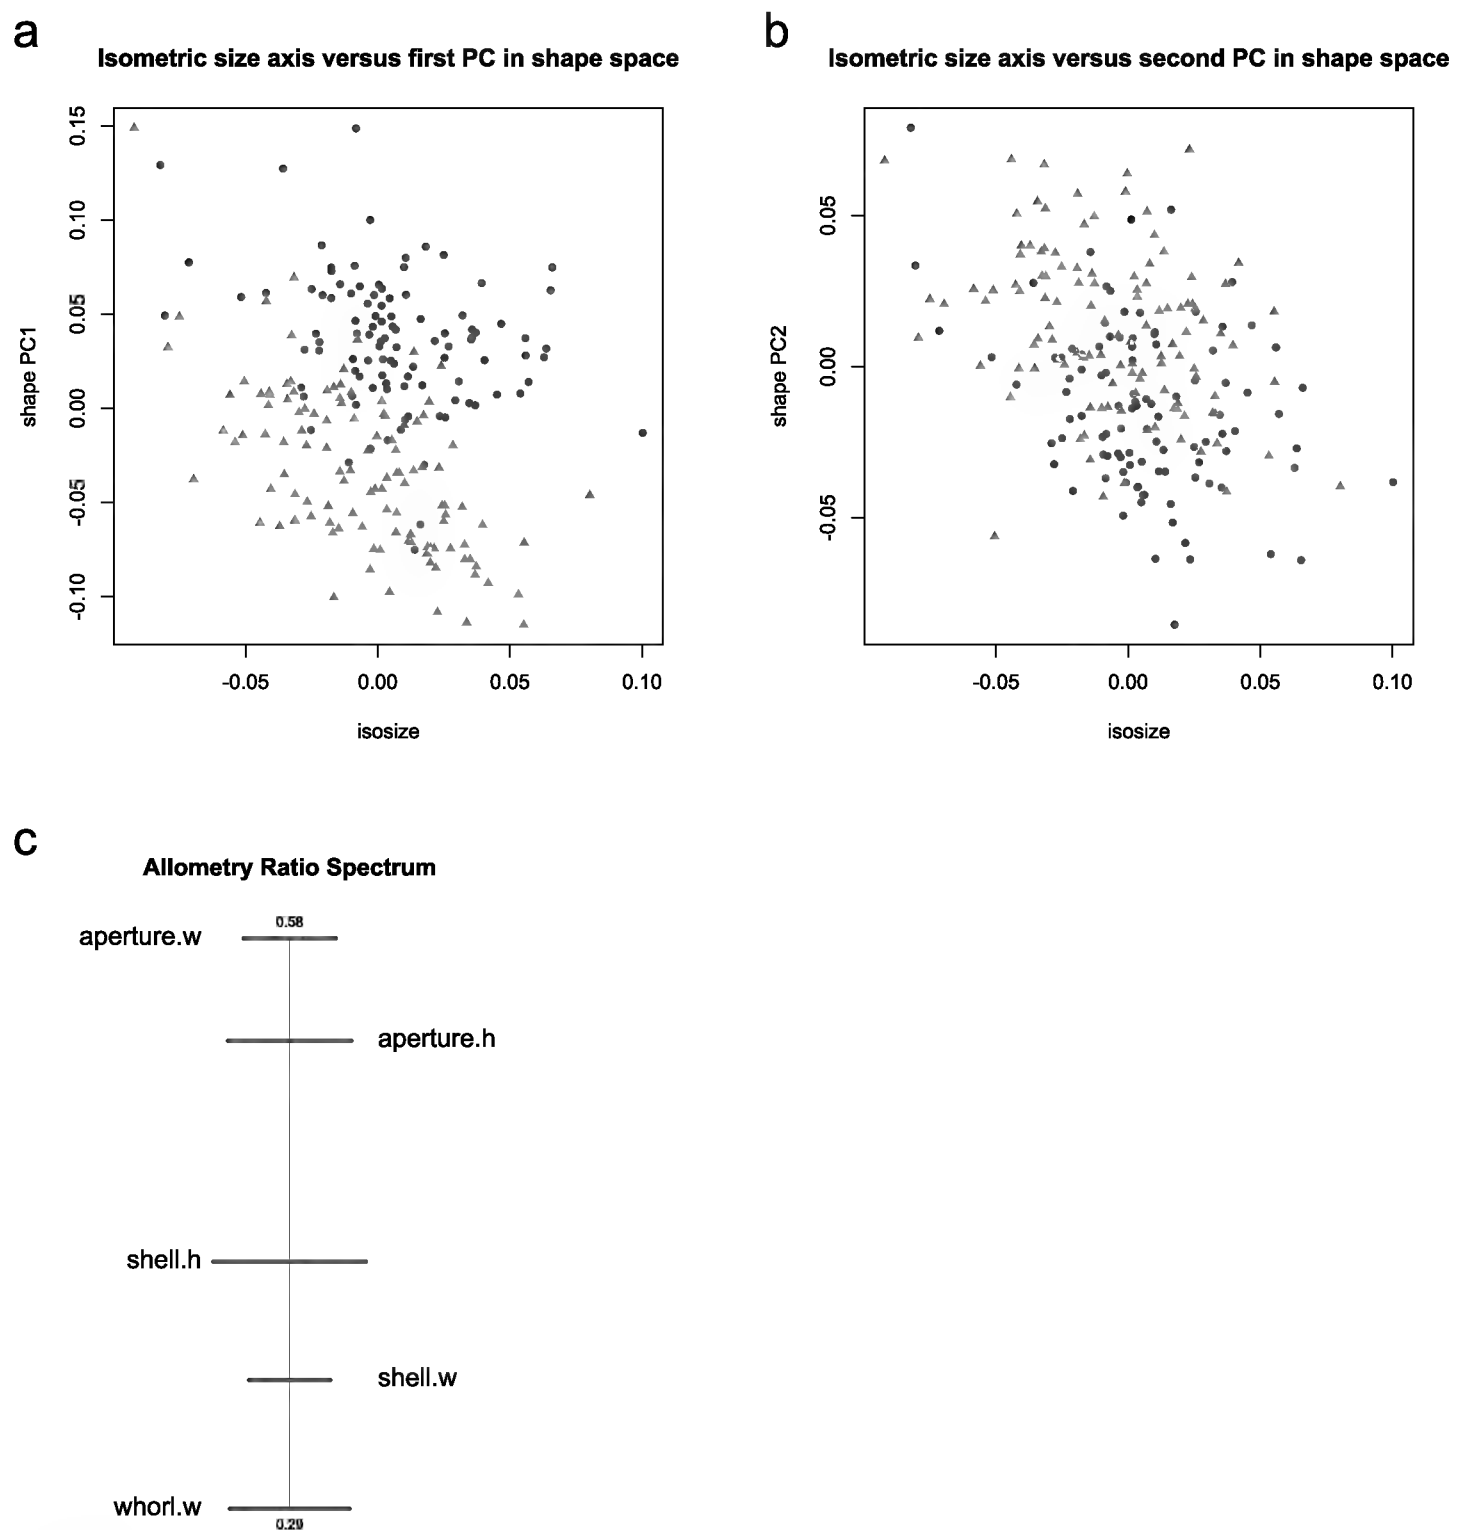 a
Isometric size axis versus first PC in shape space
0.15
0.10
0.05
0.00
-0.05
-0.10
shape PC1
-0.05 0.00 0.05 0.10
isosize
b
Isometric size axis versus second PC in shape space
0.05
0.00
-0.05
shape PC2
-0.05 0.00 0.05 0.10
isosize
c
Allometry Ratio Spectrum
0.58
aperture.w
aperture.h
shell.h
shell.w
whorl.w
0.29